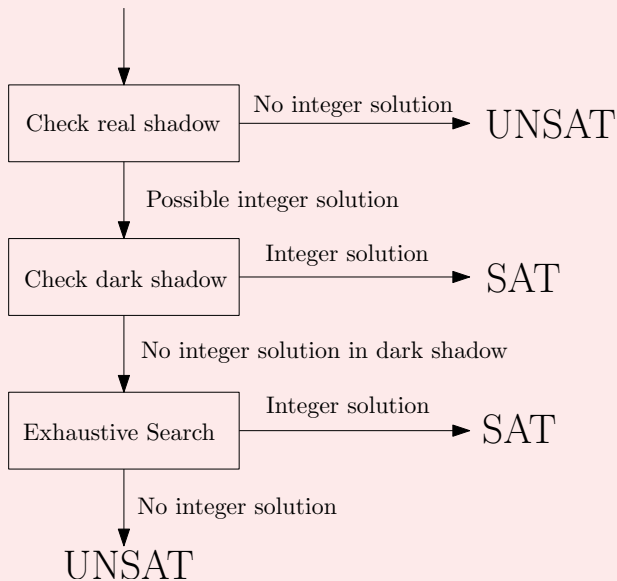 No integer solution
Check real shadow
UNSAT
Possible integer solution
Integer solution
Check dark shadow
SAT
No integer solution in dark shadow
Integer solution
Exhaustive Search
SAT
No integer solution
UNSAT